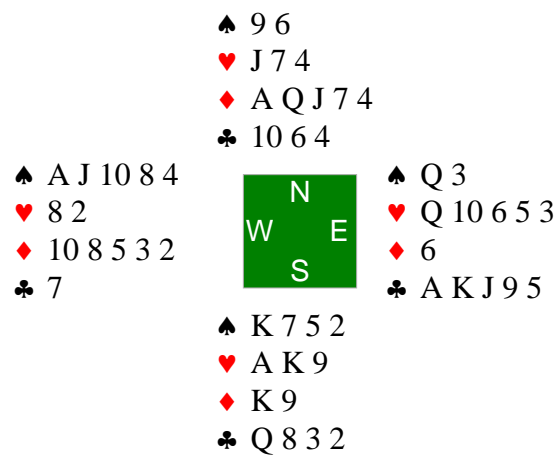 ♠ 9 6
♥ J 7 4
♦ A Q J 7 4
♣ 10 6 4
♠ A J 10 8 4
♥ 8 2
♦ 10 8 5 3 2
♣ 7
N
W E
S
♠ Q 3
♥ Q 10 6 5 3
♦ 6
♣ A K J 9 5
♠ K 7 5 2
♥ A K 9
♦ K 9
♣ Q 8 3 2